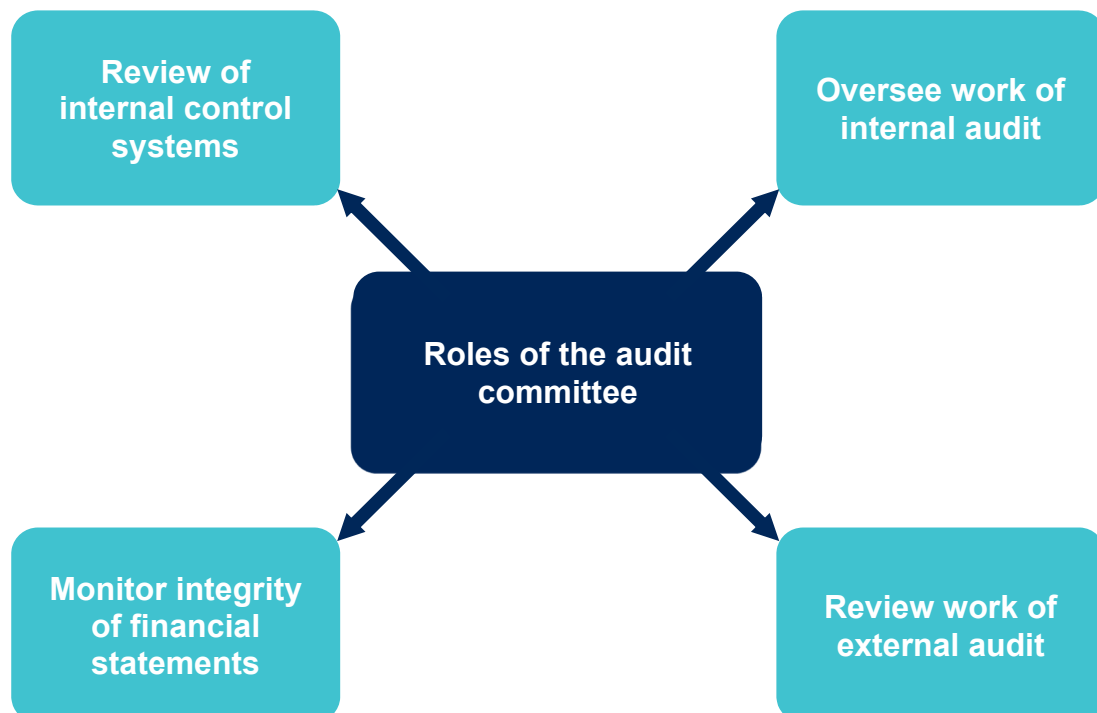 Review of
internal control
systems
Oversee work of
internal audit
Roles of the audit
committee
Monitor integrity
of financial
statements
Review work of
external audit